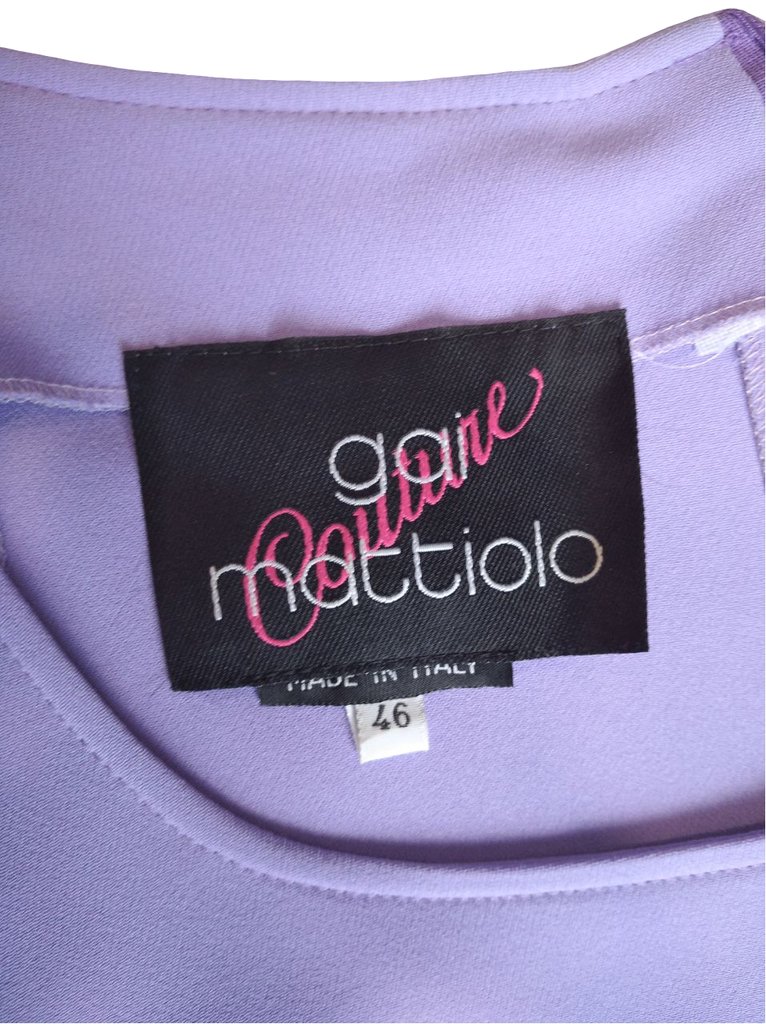 gai
Couture
mattiolo
MADE IN ITALY
46